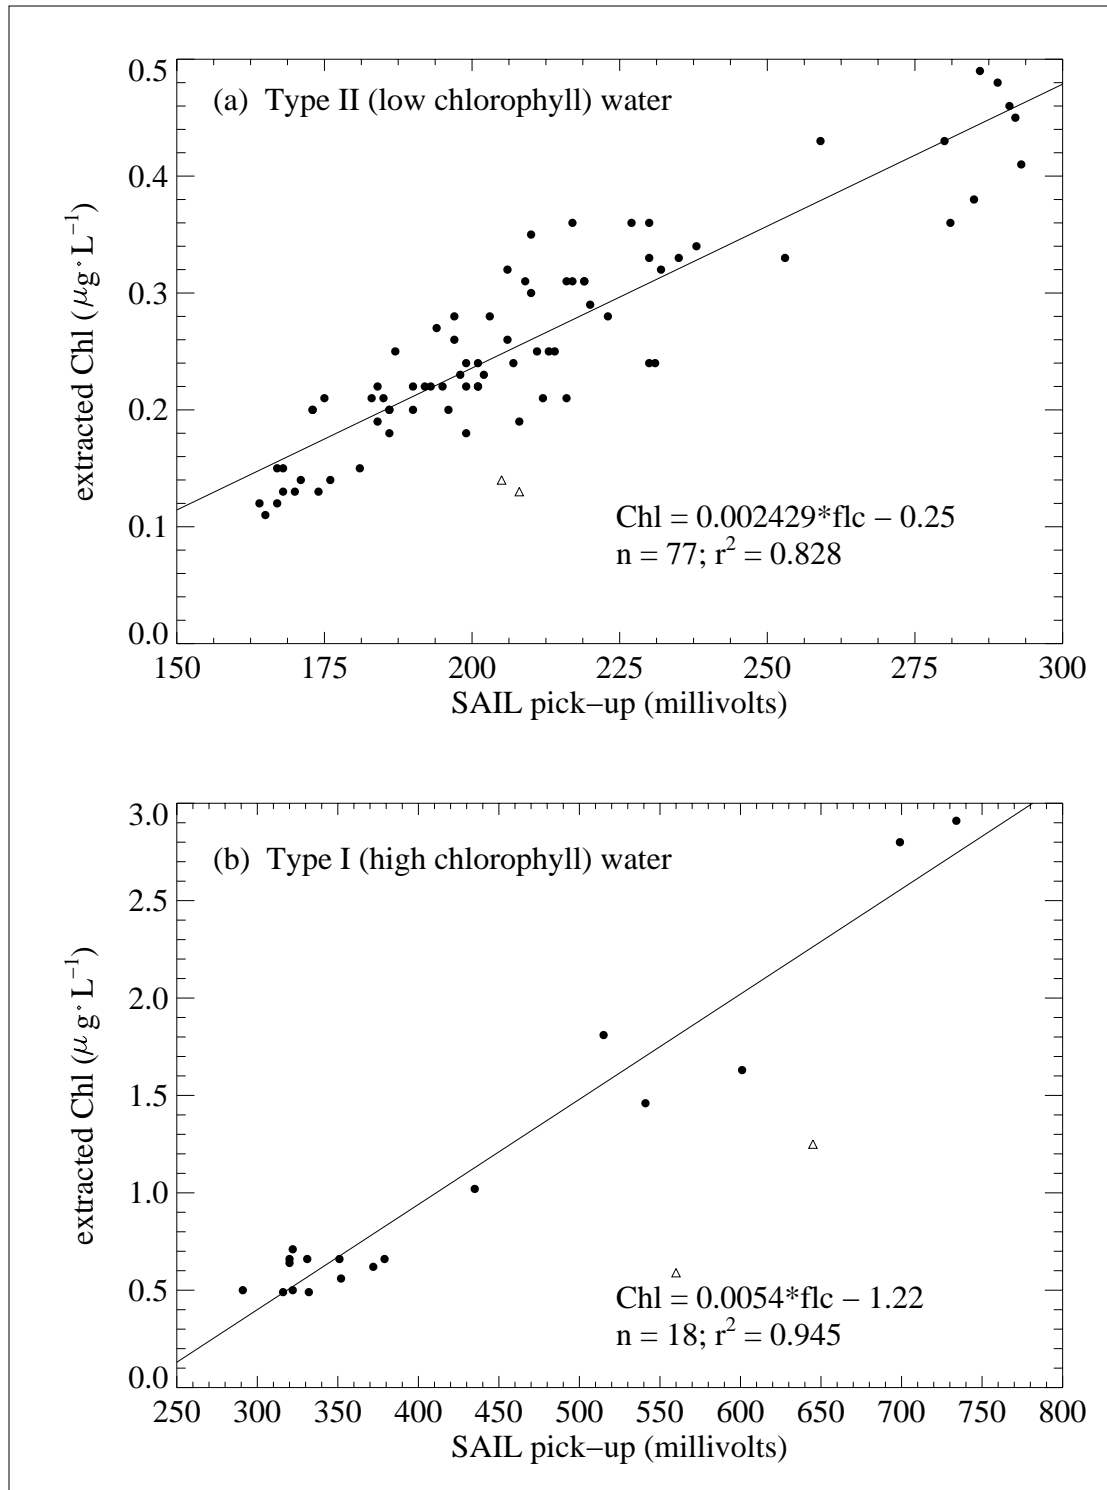 (a) Type II (low chlorophyll) water
0.5
0.4
0.3
0.2
0.1
0.0
extracted Chl (μg·L⁻¹)
Chl = 0.002429*flc – 0.25
n = 77; r² = 0.828
150 175 200 225 250 275 300
SAIL pick–up (millivolts)
(b) Type I (high chlorophyll) water
3.0
2.5
2.0
1.5
1.0
0.5
0.0
extracted Chl (μg·L⁻¹)
Chl = 0.0054*flc – 1.22
n = 18; r² = 0.945
250 300 350 400 450 500 550 600 650 700 750 800
SAIL pick–up (millivolts)